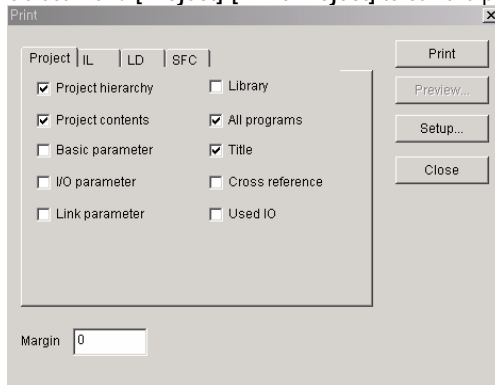 Print
Project IL LD SFC
Project hierarchy
Project contents
Basic parameter
I/O parameter
Link parameter
Library
All programs
Title
Cross reference
Used IO
Print
Preview...
Setup...
Close
Margin 0